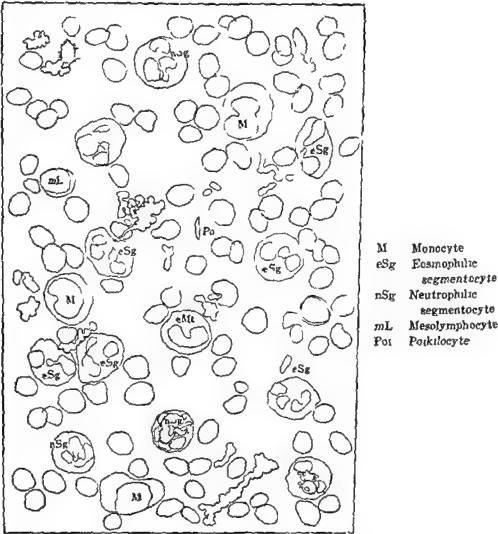 nSg
M
eSg
mL
Po
eSg
eSg
M
eMt
eSg
eSg
eSg
nSg
nSg
M
M Monocyte
eSg Eosinophilic
segmentocyte
nSg Neutrophilic
segmentocyte
mL Mesolymphocyte
Poi Poikilocyte